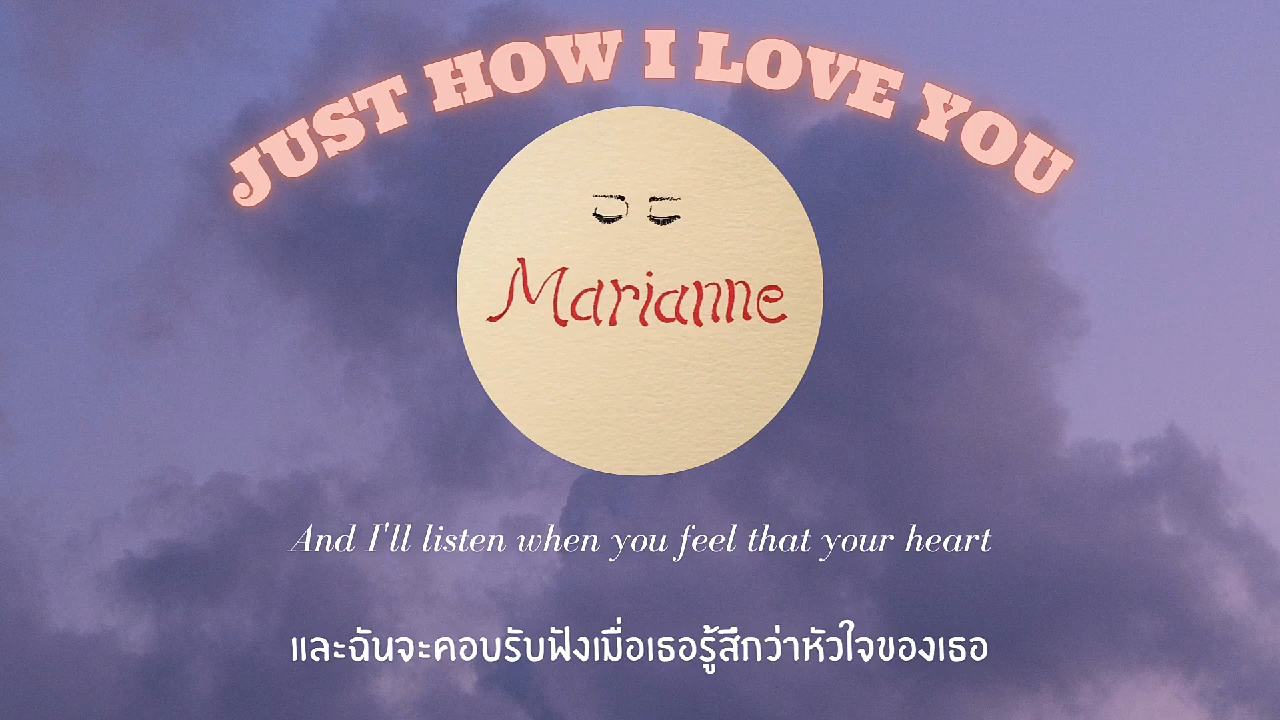 JUST HOW I LOVE YOU
Marianne
And I'll listen when you feel that your heart
และฉันจะคอบรับฟังเมื่อเธอรู้สึกว่าหัวใจของเธอ